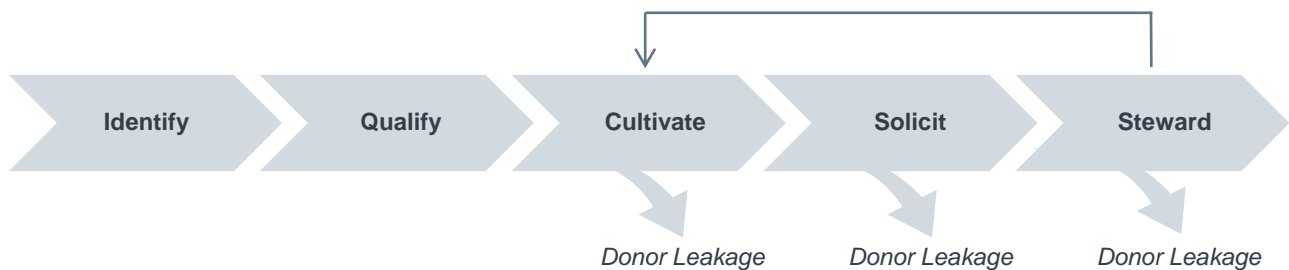 Identify
Qualify
Cultivate
Solicit
Steward
Donor Leakage
Donor Leakage
Donor Leakage